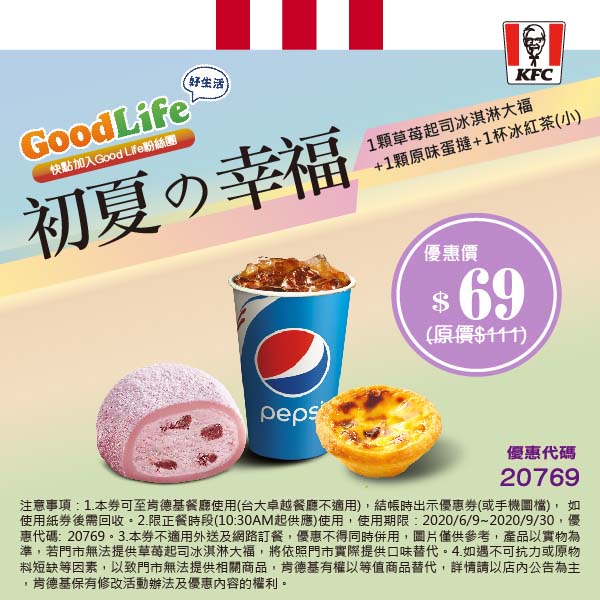 KFC
好生活
GoodLife
快點加入Good Life粉絲團
初夏の幸福
1顆草莓起司冰淇淋大福
+1顆原味蛋撻+1杯冰紅茶(小)
優惠價
$69
(原價$111)
pepsi
優惠代碼
20769
注意事項：1.本券可至肯德基餐廳使用(台大卓越餐廳不適用)，結帳時出示優惠券(或手機圖檔)， 如
使用紙券後需回收。2.限正餐時段(10:30AM起供應)使用，使用期限：2020/6/9~2020/9/30，優
惠代碼: 20769。3.本券不適用外送及網路訂餐，優惠不得同時併用，圖片僅供參考，產品以實物為
準，若門市無法提供草莓起司冰淇淋大福，將依照門市實際提供口味替代。4.如遇不可抗力或原物
料短缺等因素，以致門市無法提供相關商品，肯德基有權以等值商品替代，詳情請以店內公告為主
，肯德基保有修改活動辦法及優惠內容的權利。